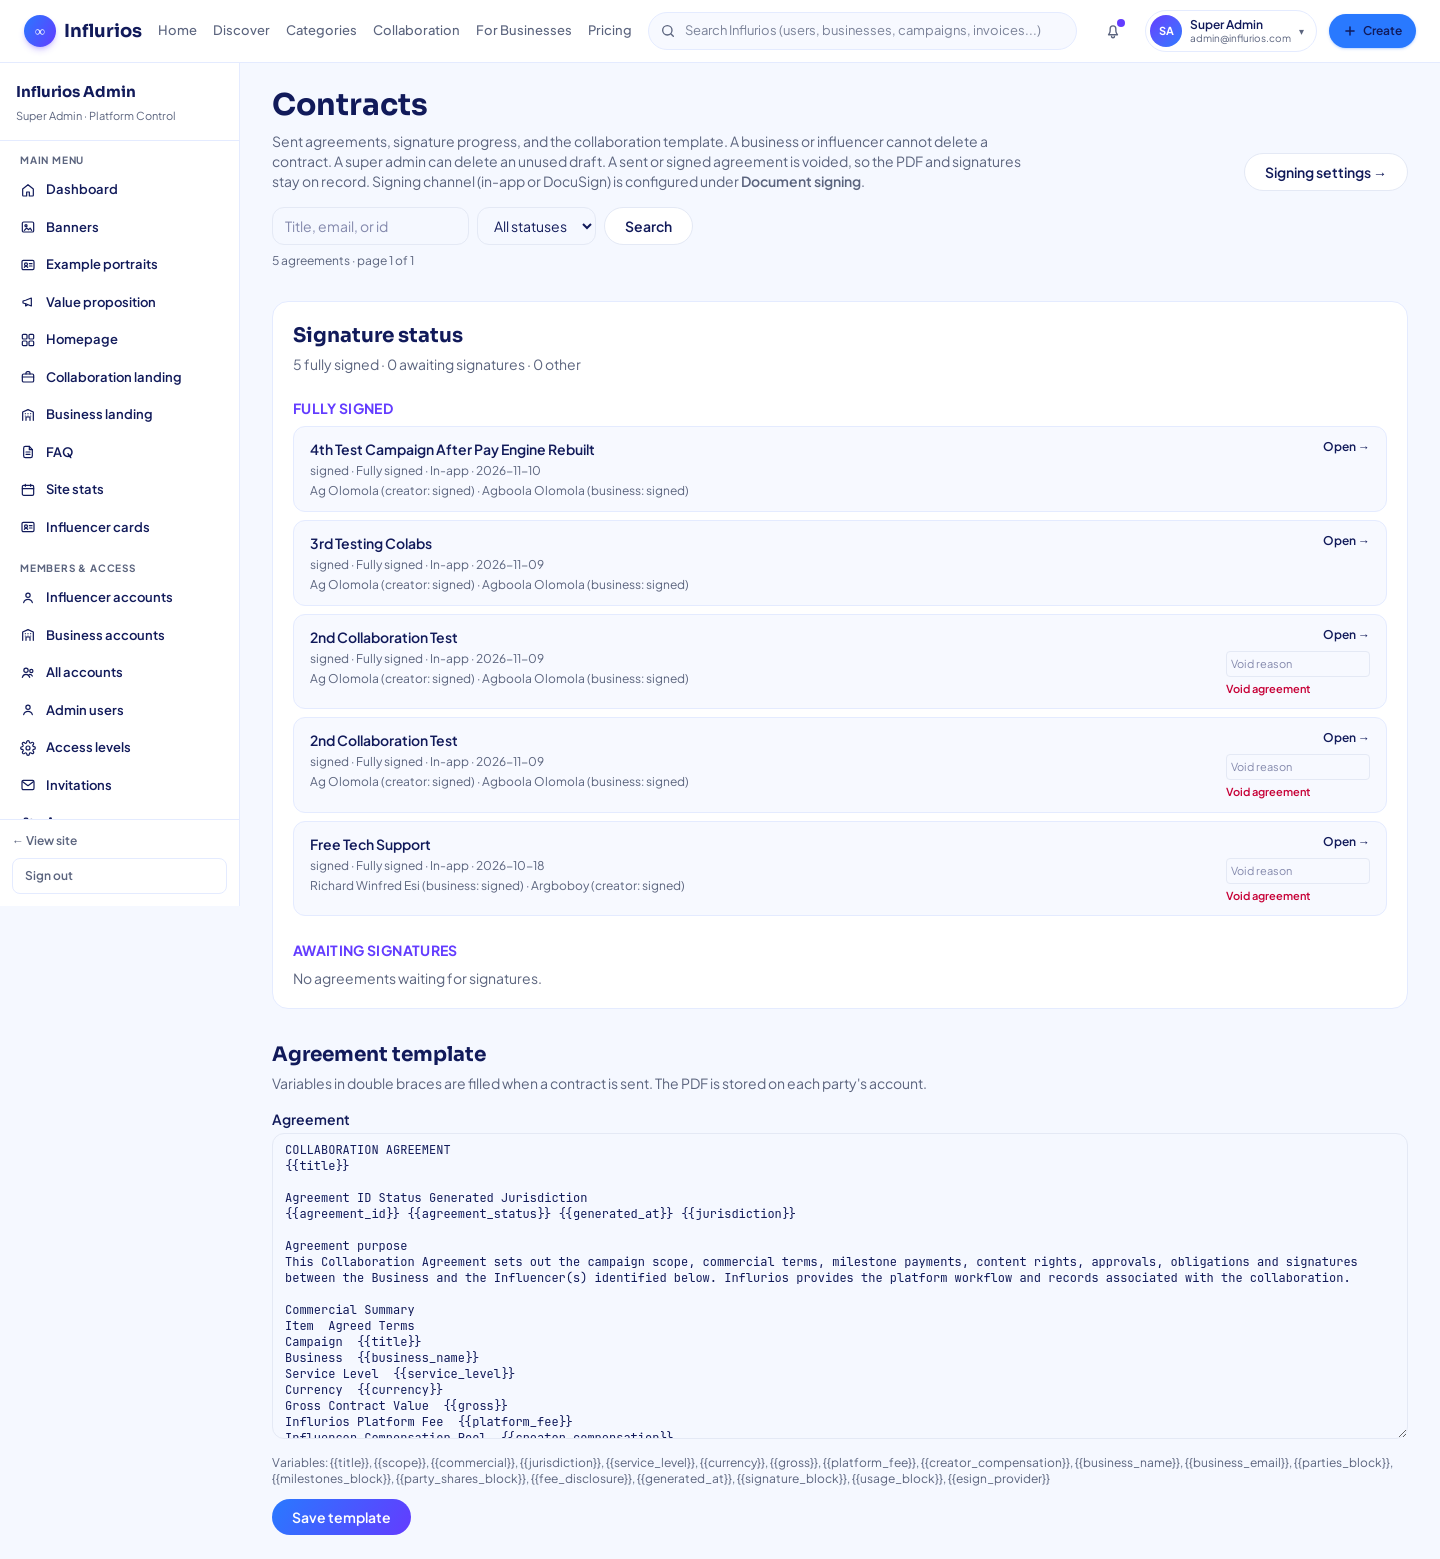 Influrios
Home
Discover
Categories
Collaboration
For Businesses
Pricing
Search Influrios (users, businesses, campaigns, invoices...)
SA
Super Admin
admin@influrios.com
Create
Influrios Admin
Super Admin · Platform Control
MAIN MENU
Dashboard
Banners
Example portraits
Value proposition
Homepage
Collaboration landing
Business landing
FAQ
Site stats
Influencer cards
MEMBERS & ACCESS
Influencer accounts
Business accounts
All accounts
Admin users
Access levels
Invitations
← View site
Sign out
Contracts
Sent agreements, signature progress, and the collaboration template. A business or influencer cannot delete a
contract. A super admin can delete an unused draft. A sent or signed agreement is voided, so the PDF and signatures
stay on record. Signing channel (in-app or DocuSign) is configured under Document signing.
Signing settings →
Title, email, or id
All statuses
Search
5 agreements · page 1 of 1
Signature status
5 fully signed · 0 awaiting signatures · 0 other
FULLY SIGNED
4th Test Campaign After Pay Engine Rebuilt
Open →
signed · Fully signed · In-app · 2026-11-10
Ag Olomola (creator: signed) · Agboola Olomola (business: signed)
3rd Testing Colabs
Open →
signed · Fully signed · In-app · 2026-11-09
Ag Olomola (creator: signed) · Agboola Olomola (business: signed)
2nd Collaboration Test
Open →
signed · Fully signed · In-app · 2026-11-09
Void reason
Ag Olomola (creator: signed) · Agboola Olomola (business: signed)
Void agreement
2nd Collaboration Test
Open →
signed · Fully signed · In-app · 2026-11-09
Void reason
Ag Olomola (creator: signed) · Agboola Olomola (business: signed)
Void agreement
Free Tech Support
Open →
signed · Fully signed · In-app · 2026-10-18
Void reason
Richard Winfred Esi (business: signed) · Argboboy (creator: signed)
Void agreement
AWAITING SIGNATURES
No agreements waiting for signatures.
Agreement template
Variables in double braces are filled when a contract is sent. The PDF is stored on each party's account.
Agreement
COLLABORATION AGREEMENT
{{title}}
Agreement ID Status Generated Jurisdiction
{{agreement_id}} {{agreement_status}} {{generated_at}} {{jurisdiction}}
Agreement purpose
This Collaboration Agreement sets out the campaign scope, commercial terms, milestone payments, content rights, approvals, obligations and signatures
between the Business and the Influencer(s) identified below. Influrios provides the platform workflow and records associated with the collaboration.
Commercial Summary
Item  Agreed Terms
Campaign  {{title}}
Business  {{business_name}}
Service Level  {{service_level}}
Currency  {{currency}}
Gross Contract Value  {{gross}}
Influrios Platform Fee  {{platform_fee}}
Influencer Compensation Pool  {{creator_compensation}}
Variables: {{title}}, {{scope}}, {{commercial}}, {{jurisdiction}}, {{service_level}}, {{currency}}, {{gross}}, {{platform_fee}}, {{creator_compensation}}, {{business_name}}, {{business_email}}, {{parties_block}},
{{milestones_block}}, {{party_shares_block}}, {{fee_disclosure}}, {{generated_at}}, {{signature_block}}, {{usage_block}}, {{esign_provider}}
Save template